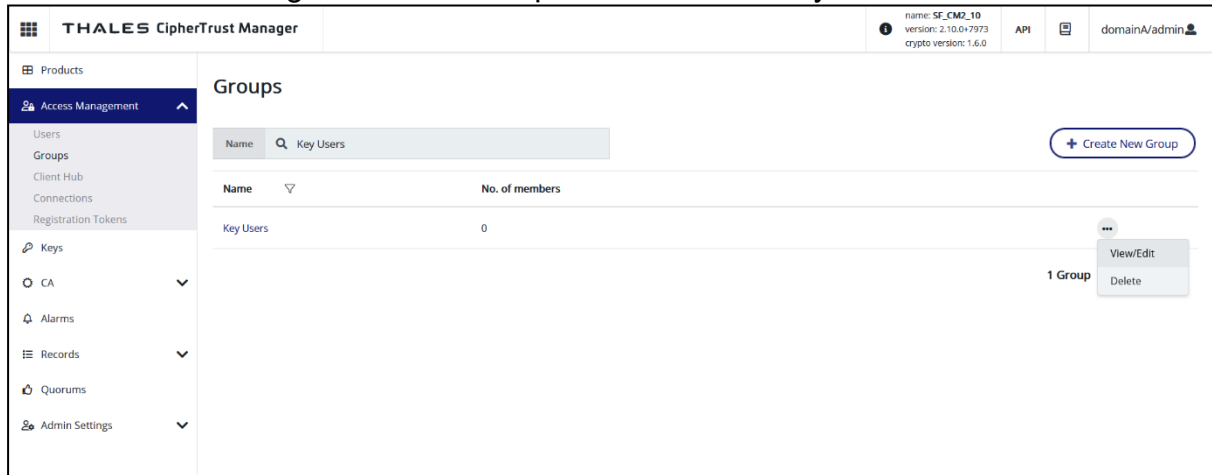 THALES CipherTrust Manager
name: SF_CM2_10
version: 2.10.0+7973
crypto version: 1.6.0
API
domainA/admin
Products
Access Management
Users
Groups
Client Hub
Connections
Registration Tokens
Keys
CA
Alarms
Records
Quorums
Admin Settings
Groups
Name Key Users
+ Create New Group
Name No. of members
Key Users 0
View/Edit
Delete
1 Group